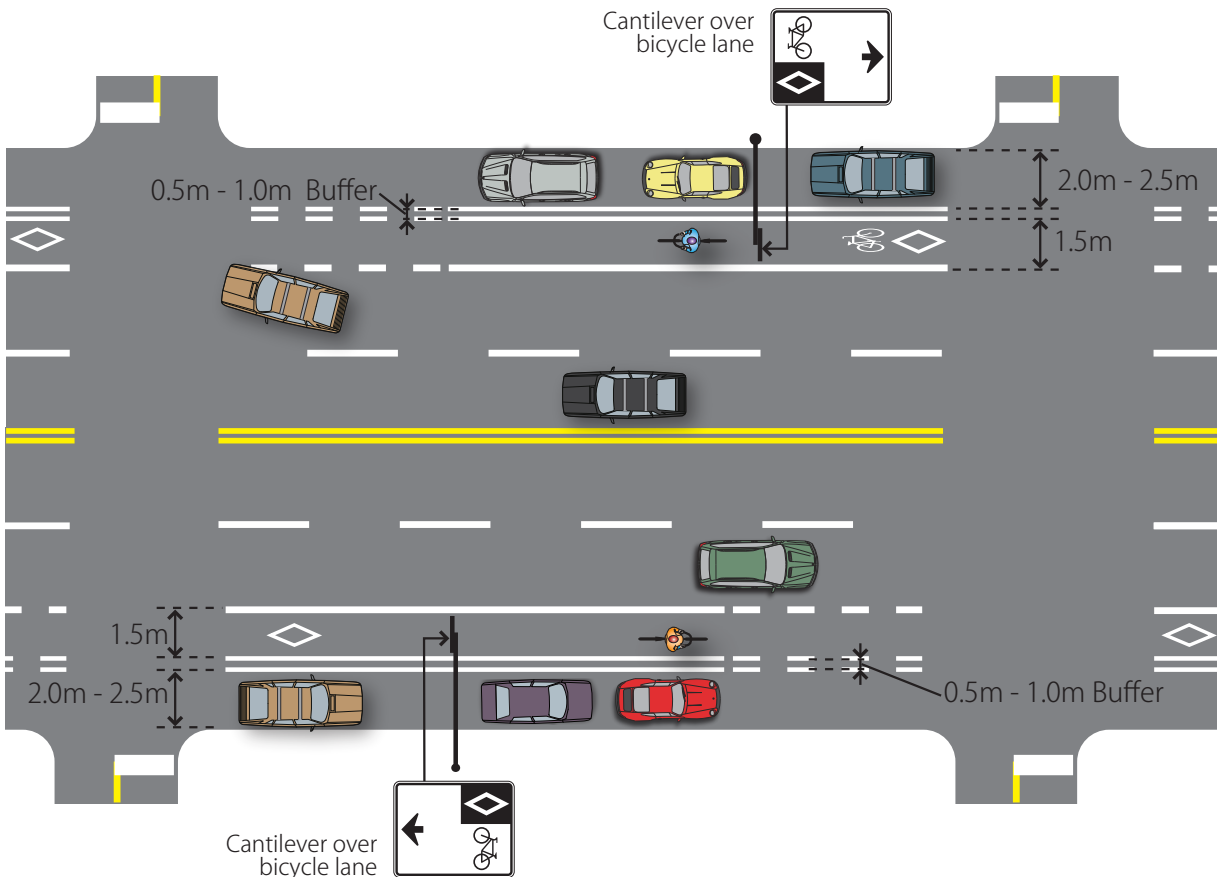 Cantilever over
bicycle lane
0.5m - 1.0m Buffer
2.0m - 2.5m
1.5m
1.5m
2.0m - 2.5m
0.5m - 1.0m Buffer
Cantilever over
bicycle lane